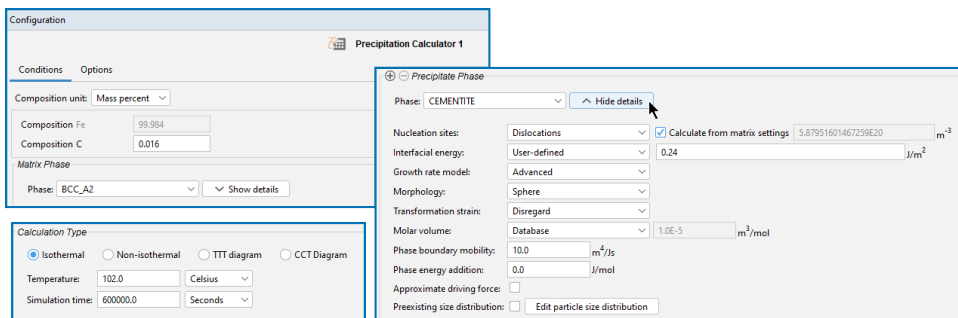 Configuration
Precipitation Calculator 1
Conditions Options
Composition unit: Mass percent
Composition Fe 99.984
Composition C 0.016
Matrix Phase
Phase: BCC_A2 Show details
Calculation Type
Isothermal Non-isothermal TTT diagram CCT Diagram
Temperature: 102.0 Celsius
Simulation time: 600000.0 Seconds
Precipitate Phase
Phase: CEMENTITE Hide details
Nucleation sites: Dislocations Calculate from matrix settings 5.87951601467259E20 m-3
Interfacial energy: User-defined 0.24 J/m2
Growth rate model: Advanced
Morphology: Sphere
Transformation strain: Disregard
Molar volume: Database 1.0E-5 m3/mol
Phase boundary mobility: 10.0 m4/Js
Phase energy addition: 0.0 J/mol
Approximate driving force:
Preexisting size distribution: Edit particle size distribution